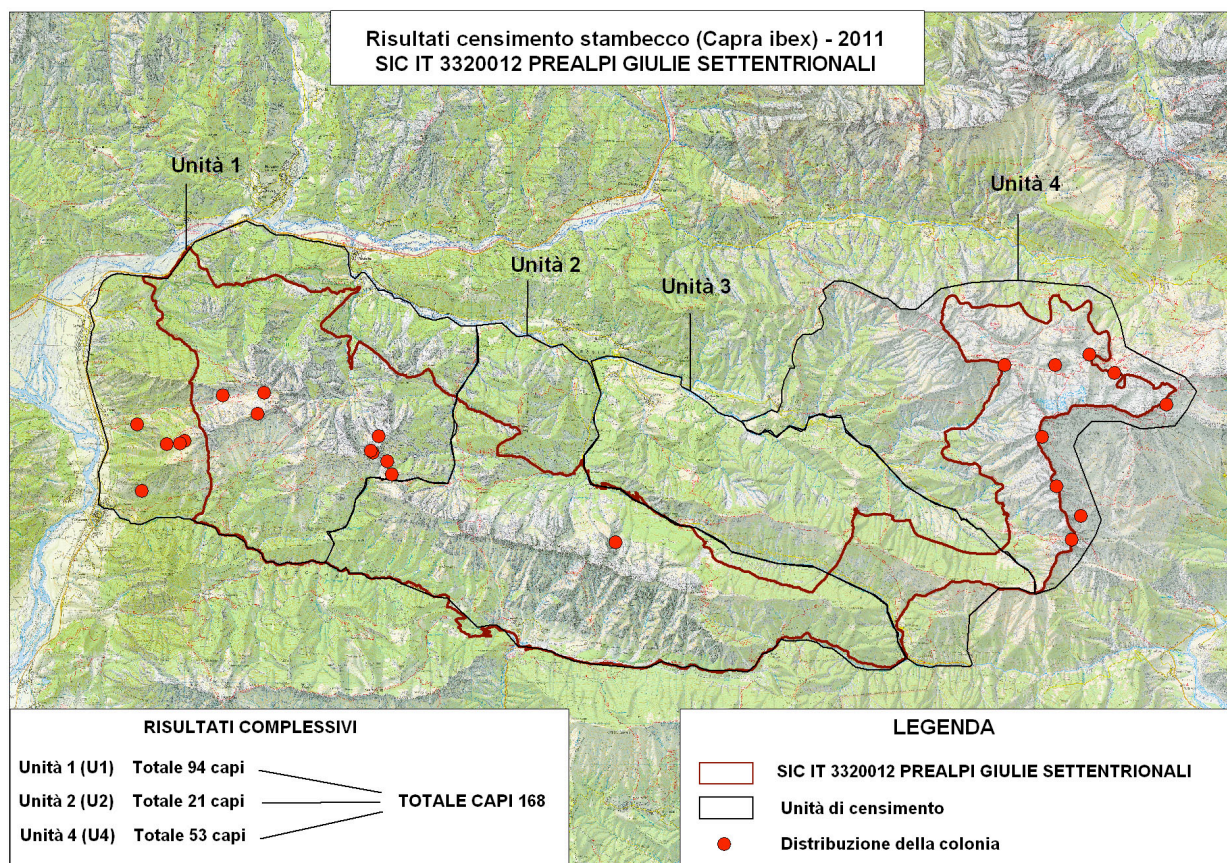 Risultati censimento stambecco (Capra ibex) - 2011
SIC IT 3320012 PREALPI GIULIE SETTENTRIONALI
Unità 1
Unità 2
Unità 3
Unità 4
RISULTATI COMPLESSIVI
Unità 1 (U1) Totale 94 capi
Unità 2 (U2) Totale 21 capi
Unità 4 (U4) Totale 53 capi
TOTALE CAPI 168
LEGENDA
SIC IT 3320012 PREALPI GIULIE SETTENTRIONALI
Unità di censimento
Distribuzione della colonia